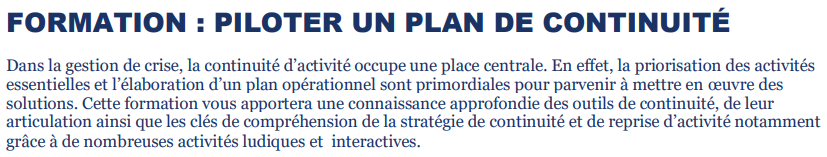 FORMATION : PILOTER UN PLAN DE CONTINUITÉ
Dans la gestion de crise, la continuité d'activité occupe une place centrale. En effet, la priorisation des activités
essentielles et l'élaboration d'un plan opérationnel sont primordiales pour parvenir à mettre en œuvre des
solutions. Cette formation vous apportera une connaissance approfondie des outils de continuité, de leur
articulation ainsi que les clés de compréhension de la stratégie de continuité et de reprise d'activité notamment
grâce à de nombreuses activités ludiques et interactives.